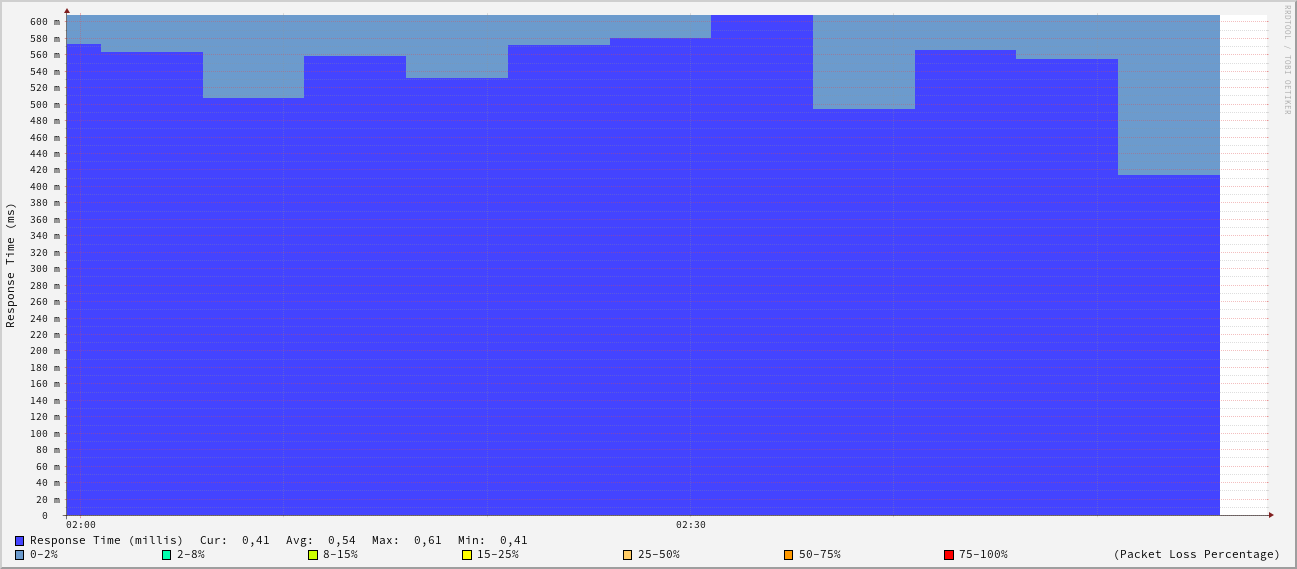 RRDTOOL / TOBI OETIKER
Response Time (ms)
600 m
580 m
560 m
540 m
520 m
500 m
480 m
460 m
440 m
420 m
400 m
380 m
360 m
340 m
320 m
300 m
280 m
260 m
240 m
220 m
200 m
180 m
160 m
140 m
120 m
100 m
80 m
60 m
40 m
20 m
0
02:00 02:30
Response Time (millis) Cur: 0,41 Avg: 0,54 Max: 0,61 Min: 0,41
0-2% 2-8% 8-15% 15-25% 25-50% 50-75% 75-100% (Packet Loss Percentage)